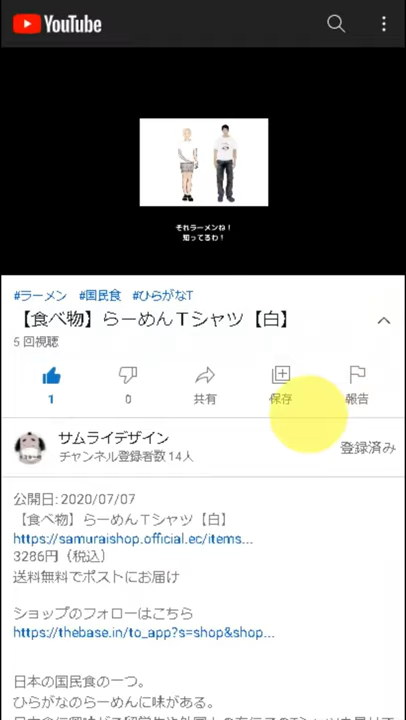 YouTube
それラーメンね！
知ってるわ！
#ラーメン #国民食 #ひらがなT
【食べ物】らーめんTシャツ【白】
5 回視聴
1
0
共有
保存
報告
サムライデザイン
チャンネル登録者数 14人
登録済み
公開日: 2020/07/07
【食べ物】らーめんTシャツ【白】
https://samuraishop.official.ec/items...
3286円（税込）
送料無料でポストにお届け
ショップのフォローはこちら
https://thebase.in/to_app?s=shop&shop...
日本の国民食の一つ。
ひらがなのらーめんに味がある。